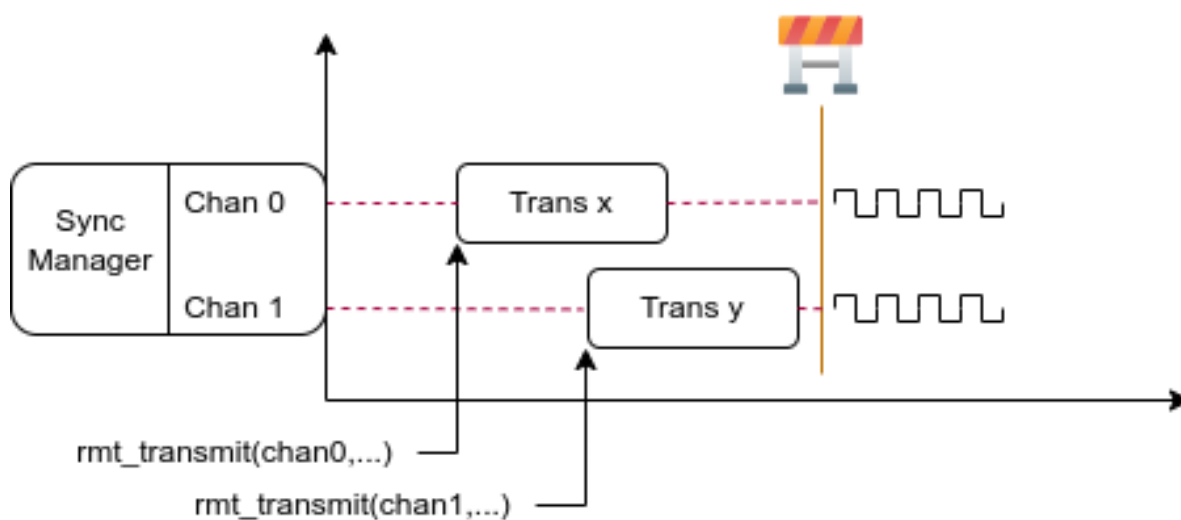 Chan 0
Trans x
Sync
Manager
Chan 1
Trans y
rmt_transmit(chan0,...)
rmt_transmit(chan1,...)